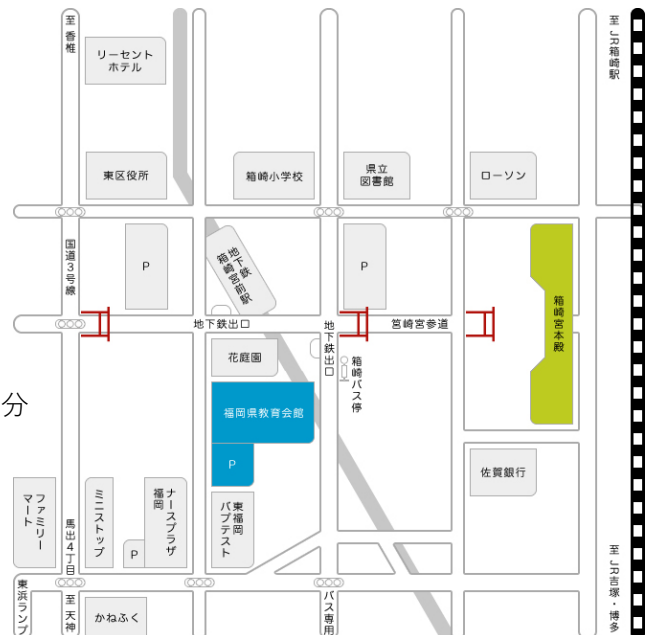 至香椎
リーセント
ホテル
至JR箱崎駅
東区役所
箱崎小学校
県立
図書館
ローソン
国道3号線
P
地下鉄
箱崎宮前駅
P
箱崎宮本殿
地下鉄出口
筥崎宮参道
地下鉄出口
花庭園
箱崎バス停
分
福岡県教育会館
P
佐賀銀行
ファミリー
マート
ミニストップ
ナースプラザ
福岡
P
東福岡
バプテスト
馬出4丁目
至JR吉塚・博多
東浜ランプ
至天神
かねふく
バス専用